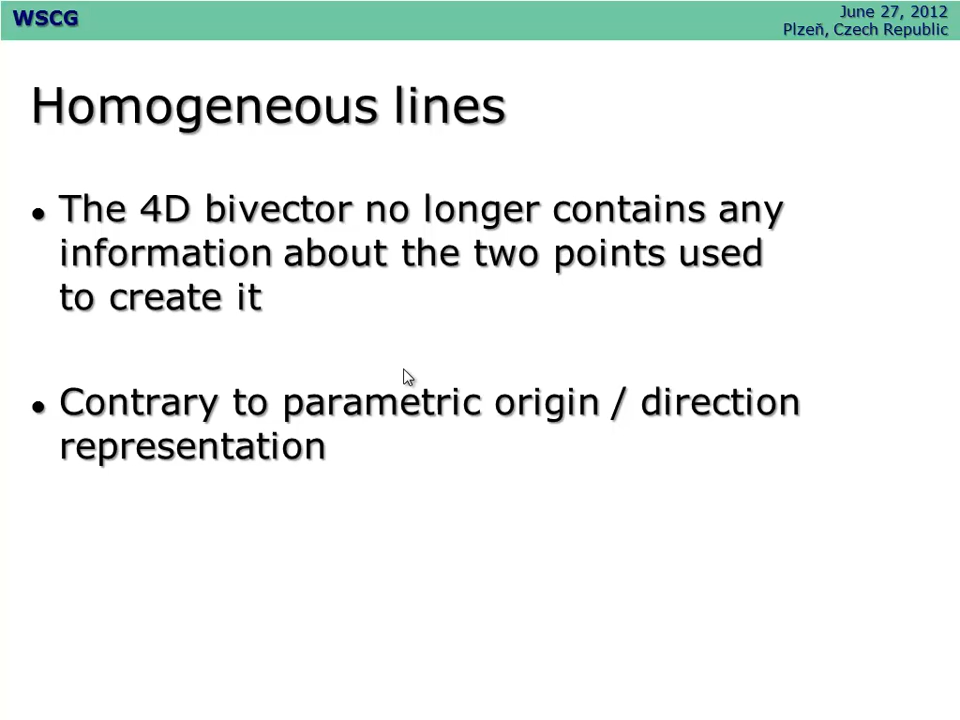 WSCG
June 27, 2012
Plzeň, Czech Republic
Homogeneous lines
• The 4D bivector no longer contains any
information about the two points used
to create it
• Contrary to parametric origin / direction
representation